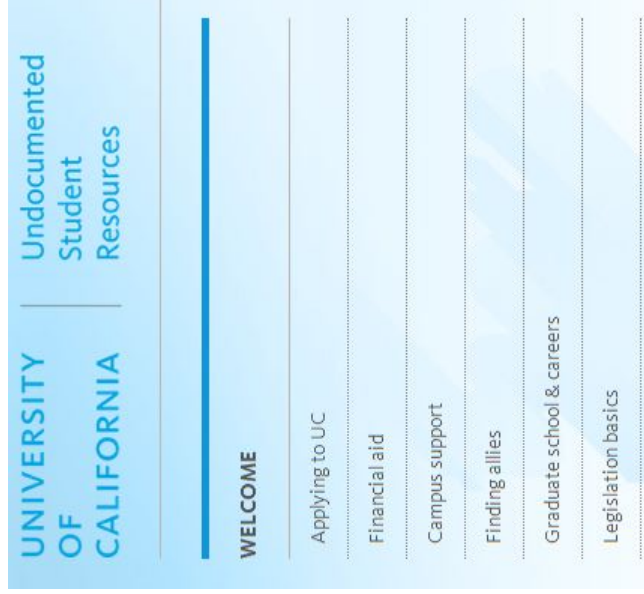 UNIVERSITY
OF
CALIFORNIA
Undocumented
Student
Resources
WELCOME
Applying to UC
Financial aid
Campus support
Finding allies
Graduate school & careers
Legislation basics